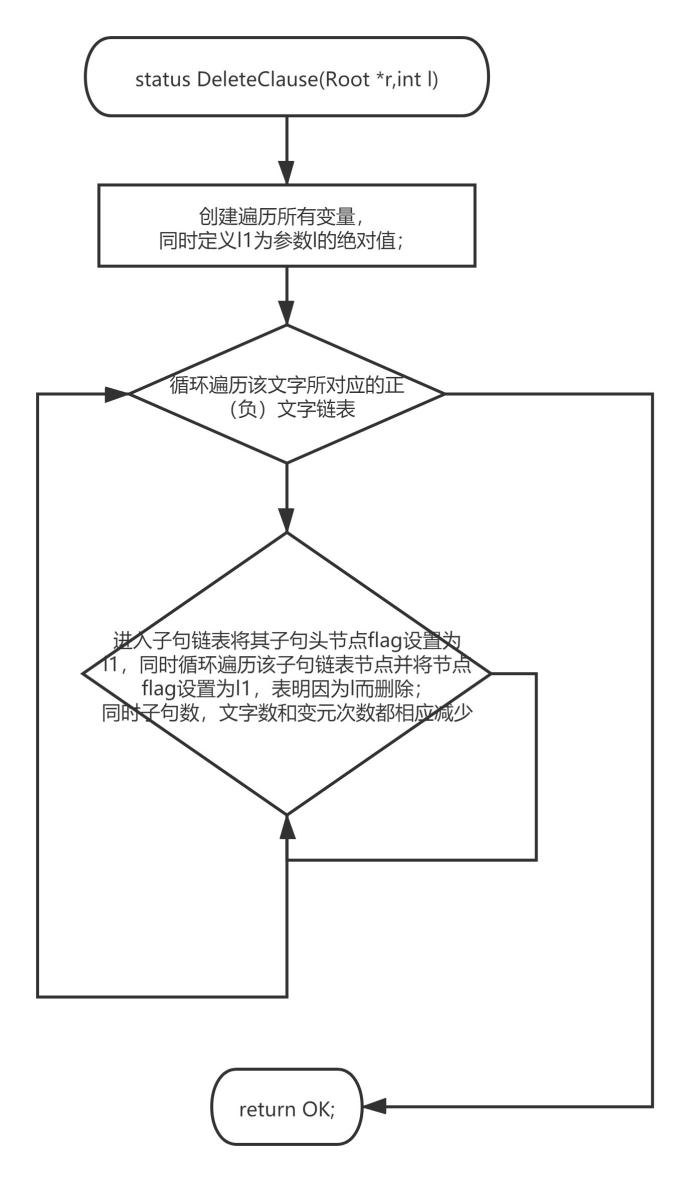 status DeleteClause(Root *r,int l)
创建遍历所有变量，
同时定义l1为参数l的绝对值；
循环遍历该文字所对应的正
（负）文字链表
进入子句链表将其子句头节点flag设置为
l1，同时循环遍历该子句链表节点并将节点
flag设置为l1，表明因为l而删除；
同时子句数，文字数和变元次数都相应减少
return OK;